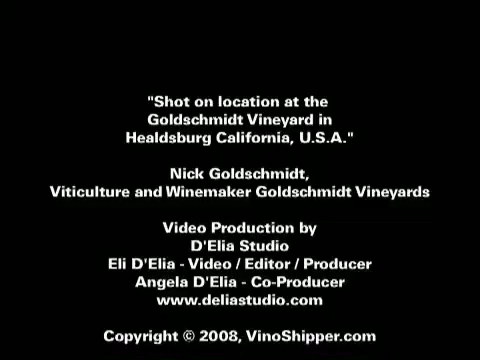 "Shot on location at the
Goldschmidt Vineyard in
Healdsburg California, U.S.A."
Nick Goldschmidt,
Viticulture and Winemaker Goldschmidt Vineyards
Video Production by
D'Elia Studio
Eli D'Elia - Video / Editor / Producer
Angela D'Elia - Co-Producer
www.deliastudio.com
Copyright © 2008, VinoShipper.com